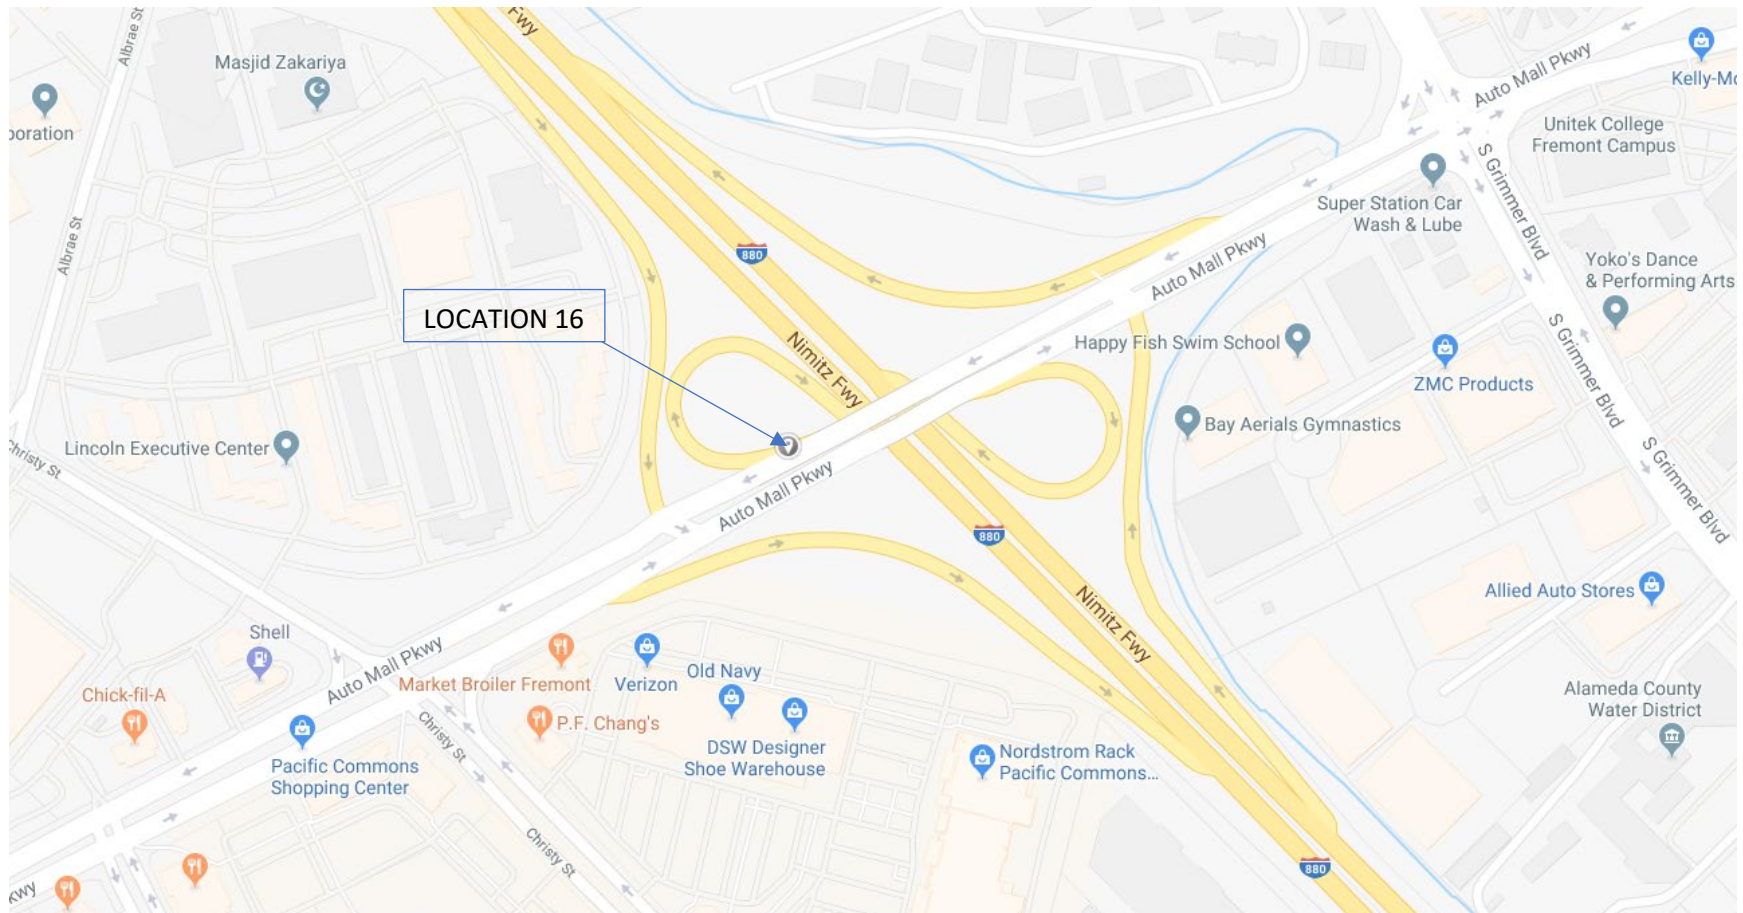 Fwy
Albrae St
Masjid Zakariya
Auto Mall Pkwy
Kelly-Mo
poration
Unitek College
Fremont Campus
S Grimmer Blvd
Super Station Car
Wash & Lube
Albrae St
880
Auto Mall Pkwy
Yoko's Dance
& Performing Arts
LOCATION 16
Nimitz Fwy
Happy Fish Swim School
S Grimmer Blvd
ZMC Products
Lincoln Executive Center
Christy St
Bay Aerials Gymnastics
S Grimmer Blvd
Auto Mall Pkwy
880
Nimitz Fwy
Allied Auto Stores
Shell
Auto Mall Pkwy
Market Broiler Fremont
Verizon
Old Navy
Chick-fil-A
P.F. Chang's
Christy St
Alameda County
Water District
DSW Designer
Shoe Warehouse
Nordstrom Rack
Pacific Commons...
Pacific Commons
Shopping Center
Christy St
880
kwy